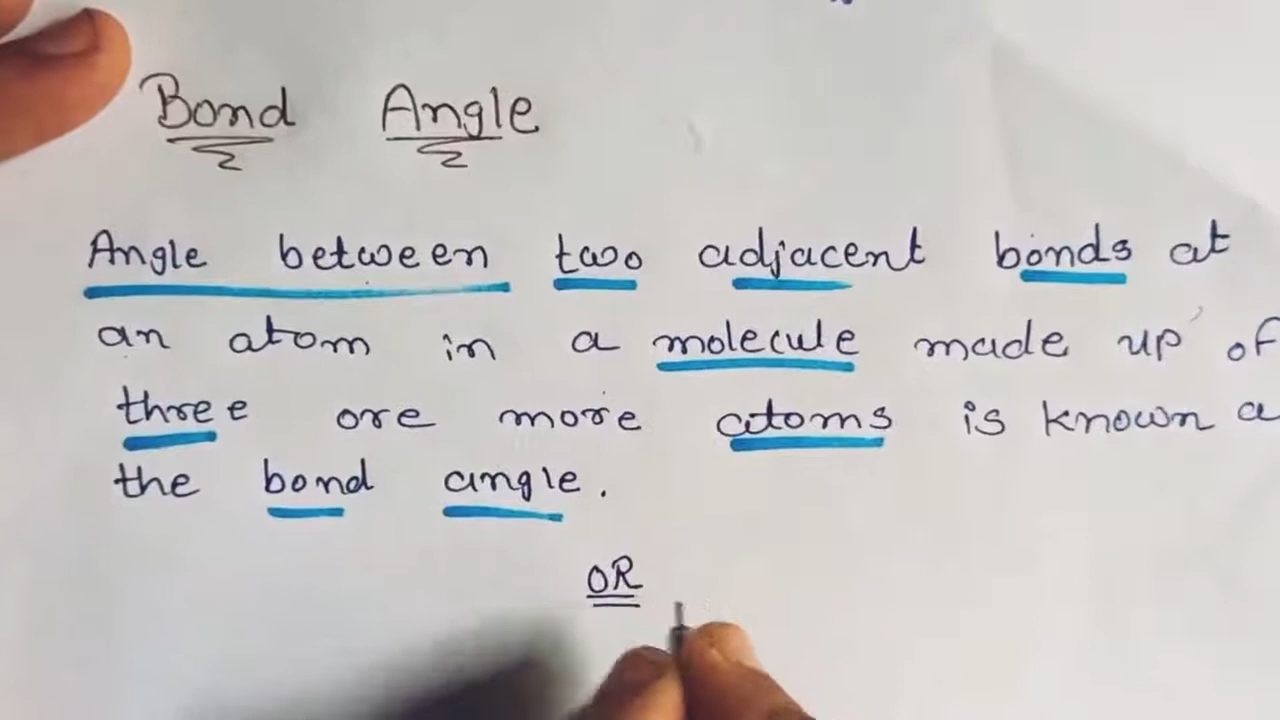 Bond Angle
Angle between two adjacent bonds at
an atom in a molecule made up of
three ore more atoms is known a
the bond angle.
OR